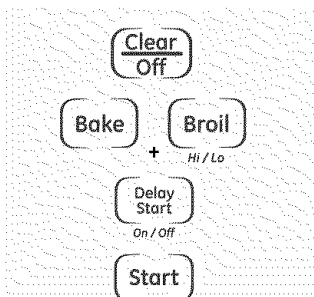 Clear
Off
Bake Broil
+
Hi / Lo
Delay
Start
On / Off
Start